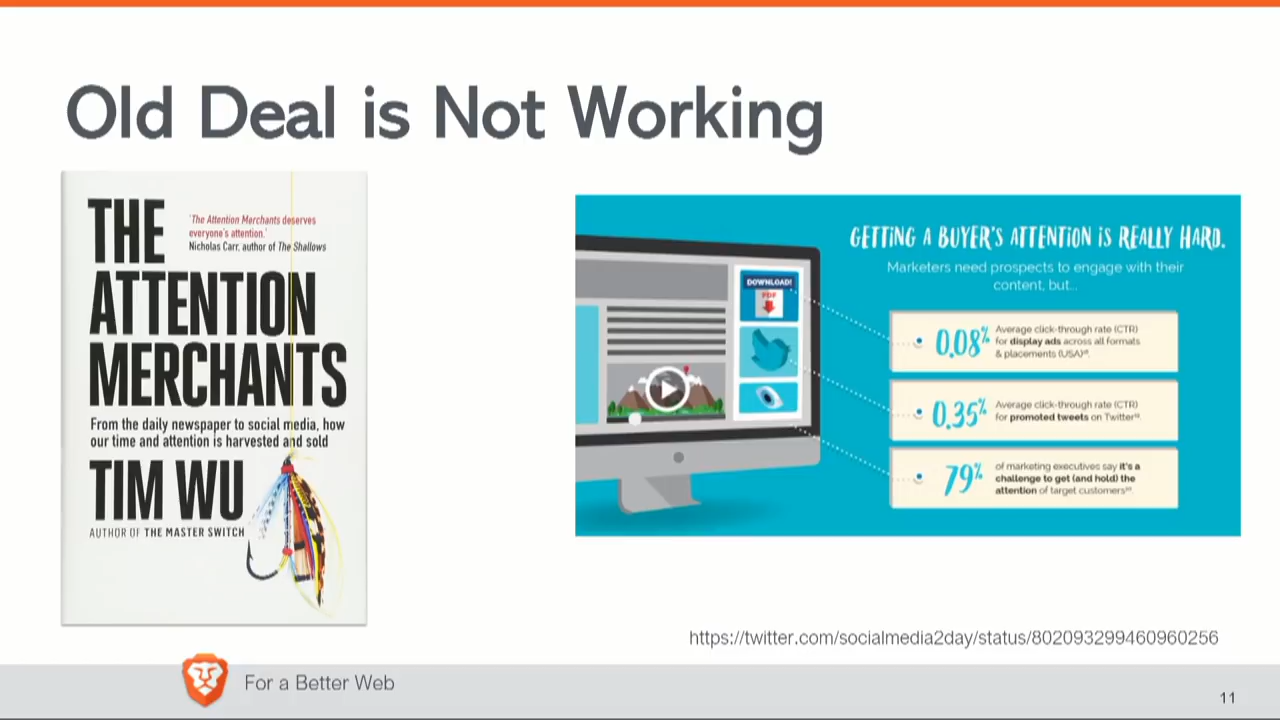 Old Deal is Not Working
THE
ATTENTION
MERCHANTS
'The Attention Merchants deserves
everyone's attention.'
Nicholas Carr, author of The Shallows
From the daily newspaper to social media, how
our time and attention is harvested and sold
TIM WU
AUTHOR OF THE MASTER SWITCH
GETTING A BUYER'S ATTENTION IS REALLY HARD.
Marketers need prospects to engage with their
content, but...
DOWNLOAD!
PDF
0.08%
Average click-through rate (CTR)
for display ads across all formats
& placements (USA)
0.35%
Average click-through rate (CTR)
for promoted tweets on Twitter
79%
of marketing executives say it's a
challenge to get (and hold) the
attention of target customers
https://twitter.com/socialmedia2day/status/802093299460960256
For a Better Web
11